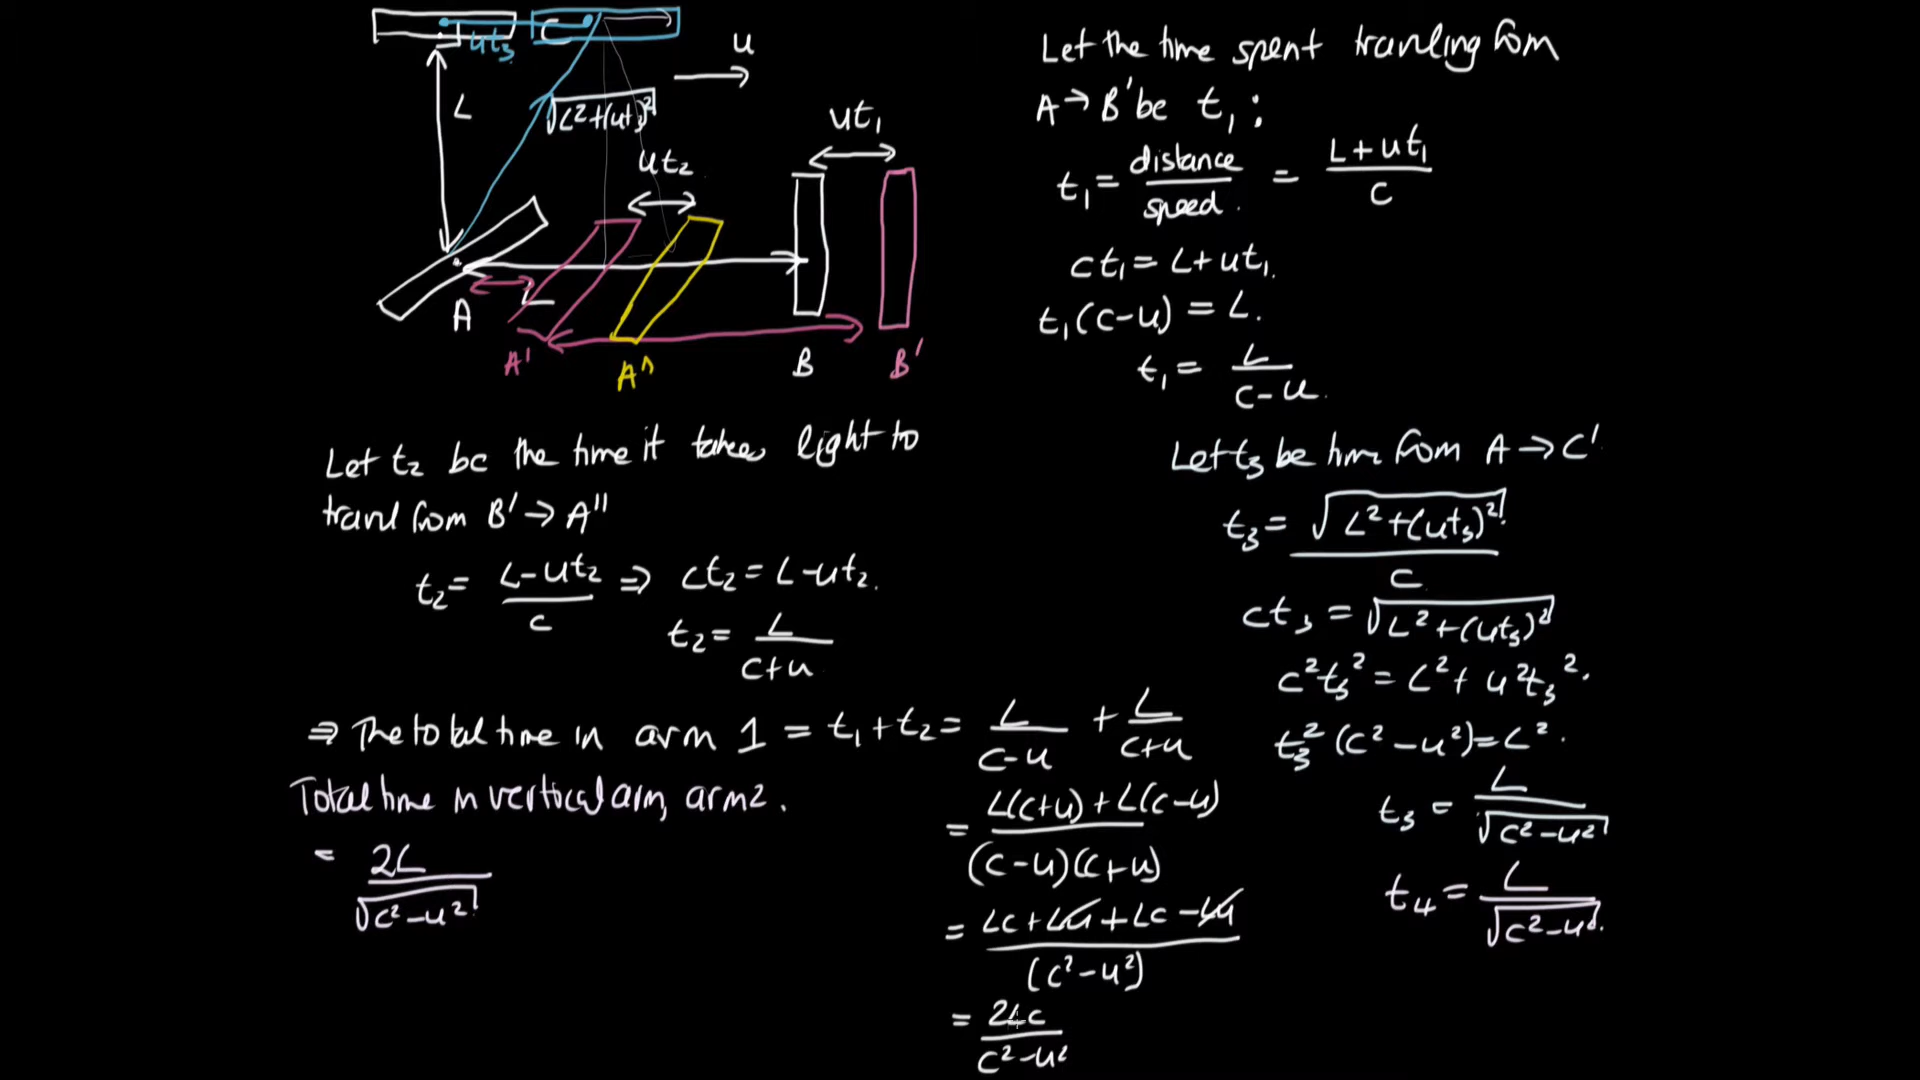 C
ut₃
u
L
√L²+(ut₃)²
ut₁
ut₂
A
L
A'
A''
B
B'
Let t₂ be the time it takes light to
travel from B' → A''
t₂ = (L-ut₂)/c ⇒ ct₂ = L-ut₂.
t₂ = L/(c+u)
⇒ The total time in arm 1 = t₁ + t₂ = L/(c-u) + L/(c+u)
= (L(c+u) + L(c-u))/((c-u)(c+u))
= (Lc + Lu + Lc - Lu)/(c²-u²)
= 2Lc/(c²-u²)
Total time in vertical arm, arm 2.
= 2L/√(c²-u²)
Let the time spent traveling from
A → B' be t₁ :
t₁ = distance/speed. = (L+ut₁)/c
ct₁ = L+ut₁.
t₁(c-u) = L.
t₁ = L/(c-u).
Let t₃ be time from A → C'
t₃ = √(L²+(ut₃)²)/c
ct₃ = √(L²+(ut₃)²)
c²t₃² = L² + u²t₃².
t₃²(c²-u²) = L².
t₃ = L/√(c²-u²)
t₄ = L/√(c²-u²).